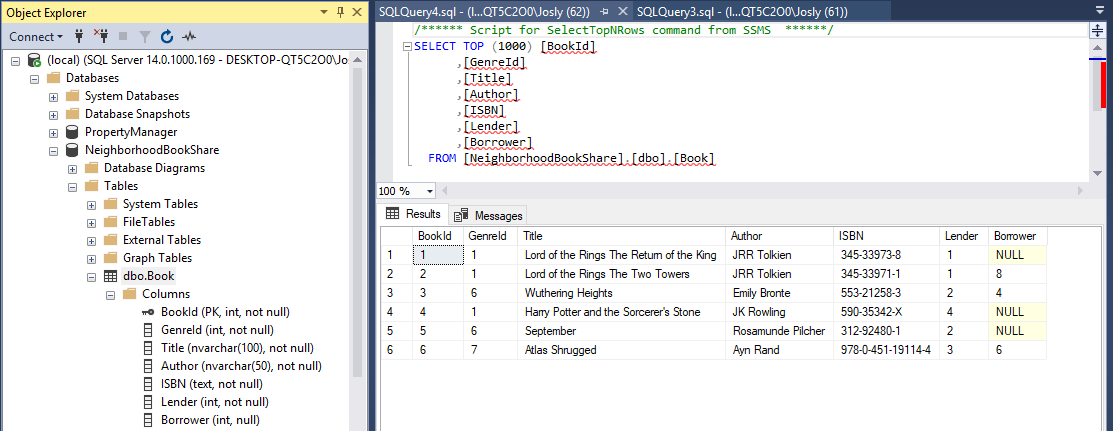 Object Explorer
Connect
(local) (SQL Server 14.0.1000.169 - DESKTOP-QT5C2O0\Jos
Databases
System Databases
Database Snapshots
PropertyManager
NeighborhoodBookShare
Database Diagrams
Tables
System Tables
FileTables
External Tables
Graph Tables
dbo.Book
Columns
BookId (PK, int, not null)
GenreId (int, not null)
Title (nvarchar(100), not null)
Author (nvarchar(50), not null)
ISBN (text, not null)
Lender (int, not null)
Borrower (int, null)
SQLQuery4.sql - (l...QT5C2O0\Josly (62)) SQLQuery3.sql - (l...QT5C2O0\Josly (61))
/****** Script for SelectTopNRows command from SSMS ******/
SELECT TOP (1000) [BookId]
,[GenreId]
,[Title]
,[Author]
,[ISBN]
,[Lender]
,[Borrower]
FROM [NeighborhoodBookShare].[dbo].[Book]
100 %
Results Messages
BookId GenreId Title Author ISBN Lender Borrower
1 1 1 Lord of the Rings The Return of the King JRR Tolkien 345-33973-8 1 NULL
2 2 1 Lord of the Rings The Two Towers JRR Tolkien 345-33971-1 1 8
3 3 6 Wuthering Heights Emily Bronte 553-21258-3 2 4
4 4 1 Harry Potter and the Sorcerer's Stone JK Rowling 590-35342-X 4 NULL
5 5 6 September Rosamunde Pilcher 312-92480-1 2 NULL
6 6 7 Atlas Shrugged Ayn Rand 978-0-451-19114-4 3 6